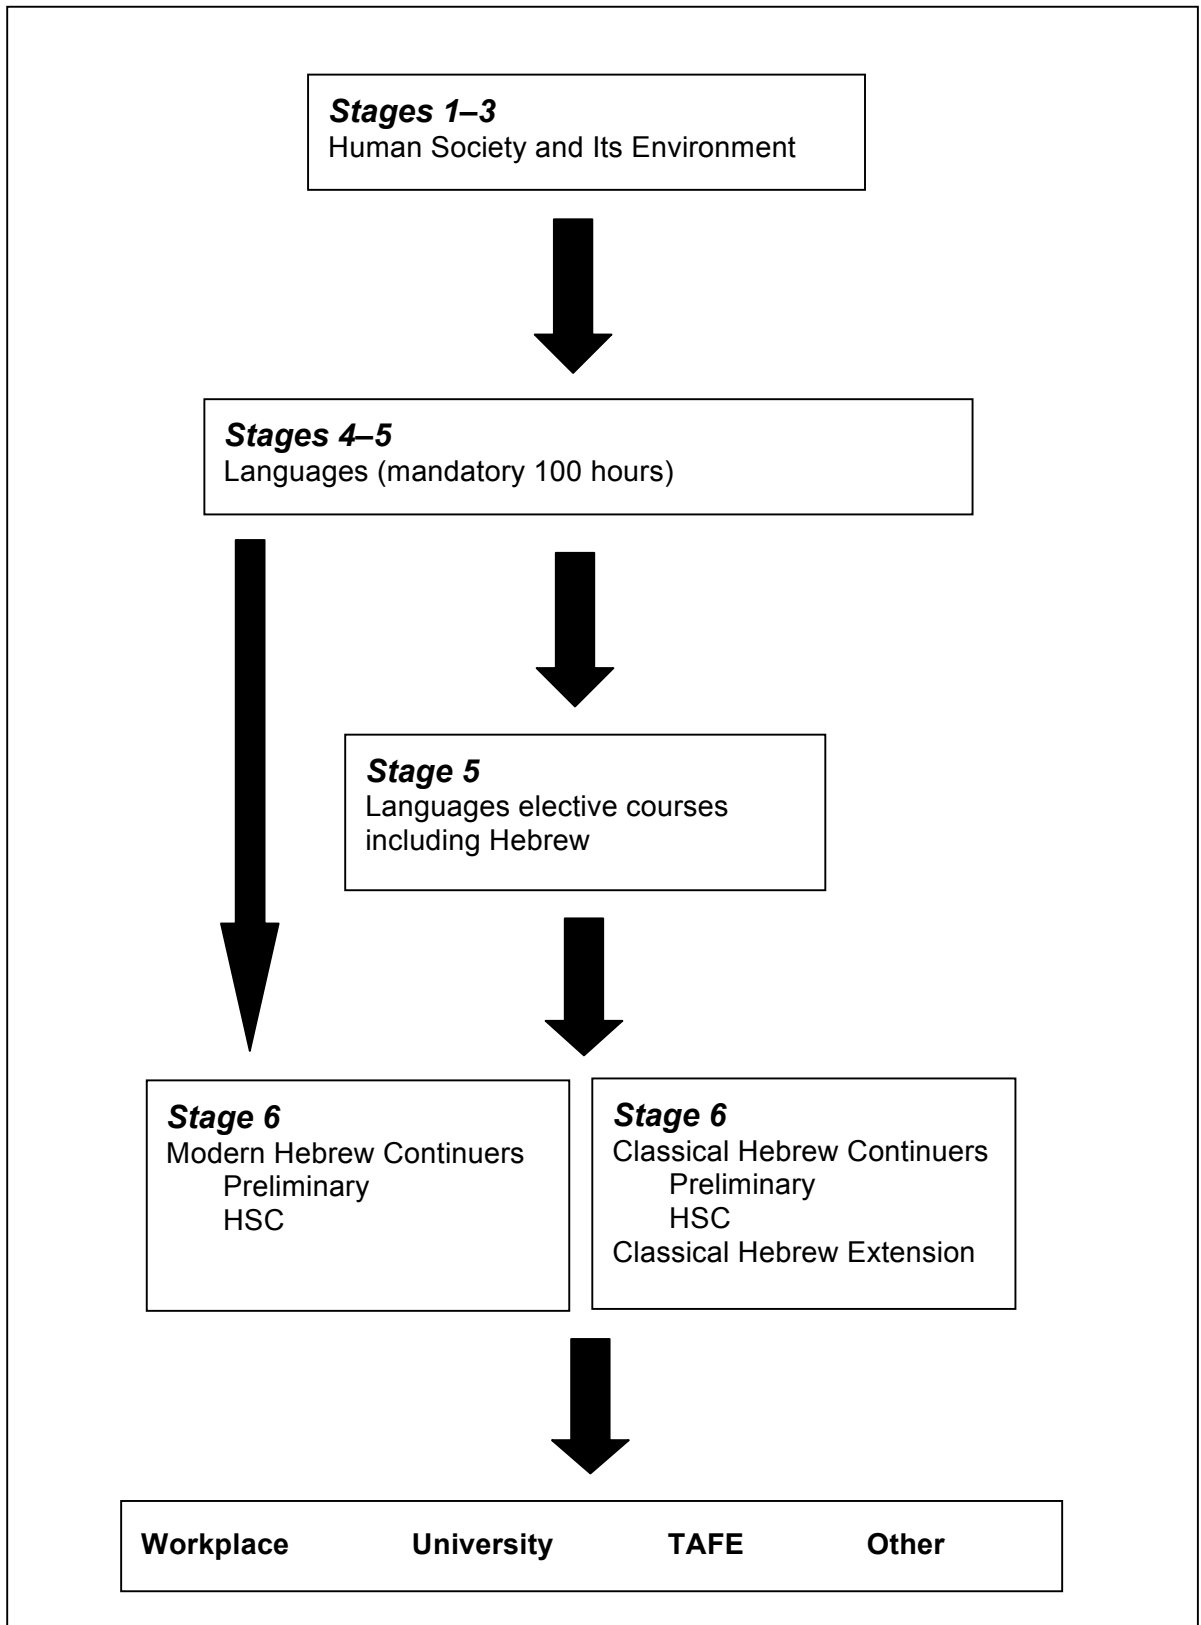 Stages 1–3
Human Society and Its Environment
Stages 4–5
Languages (mandatory 100 hours)
Stage 5
Languages elective courses
including Hebrew
Stage 6
Modern Hebrew Continuers
Preliminary
HSC
Stage 6
Classical Hebrew Continuers
Preliminary
HSC
Classical Hebrew Extension
Workplace University TAFE Other